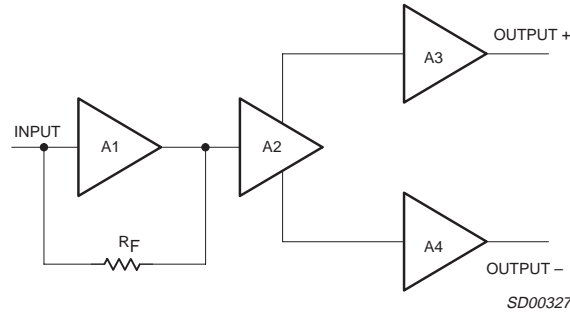 OUTPUT +
A3
INPUT
A1
A2
RF
A4
OUTPUT –
SD00327